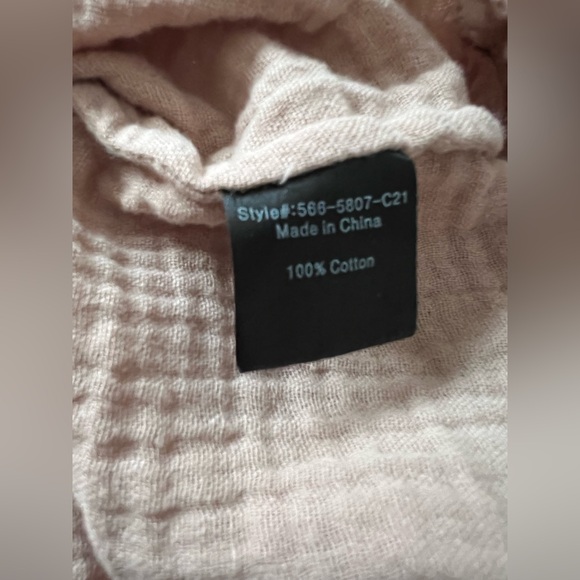 Style#:566-5807-C21
Made in China
100% Cotton